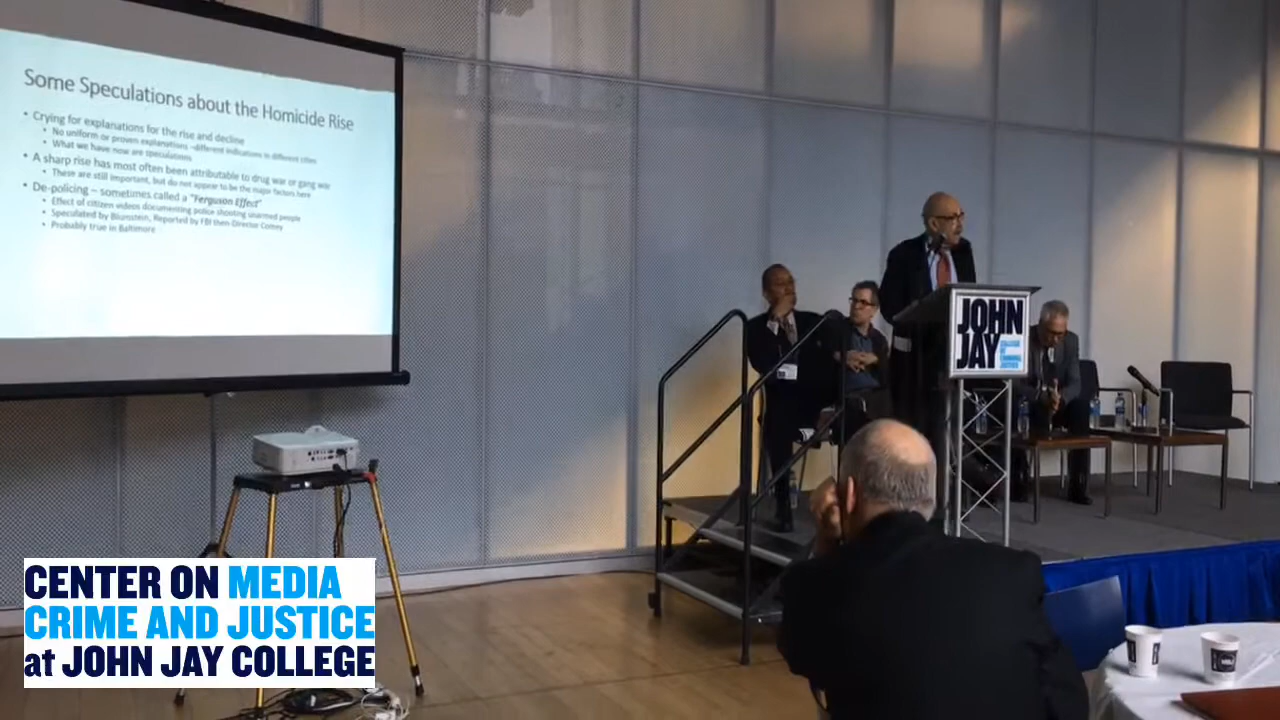 Some Speculations about the Homicide Rise
• Crying for explanations for the rise and decline
• No uniform or proven explanations –different indications in different cities
• What we have now are speculations
• A sharp rise has most often been attributable to drug war or gang war
• These are still important, but do not appear to be the major factors here
• De-policing – sometimes called a "Ferguson Effect"
• Effect of citizen videos documenting police shooting unarmed people
• Speculated by Blumstein, Reported by FBI then-Director Comey
• Probably true in Baltimore
JOHN
JAY
COLLEGE
OF
CRIMINAL
JUSTICE
CENTER ON MEDIA
CRIME AND JUSTICE
at JOHN JAY COLLEGE